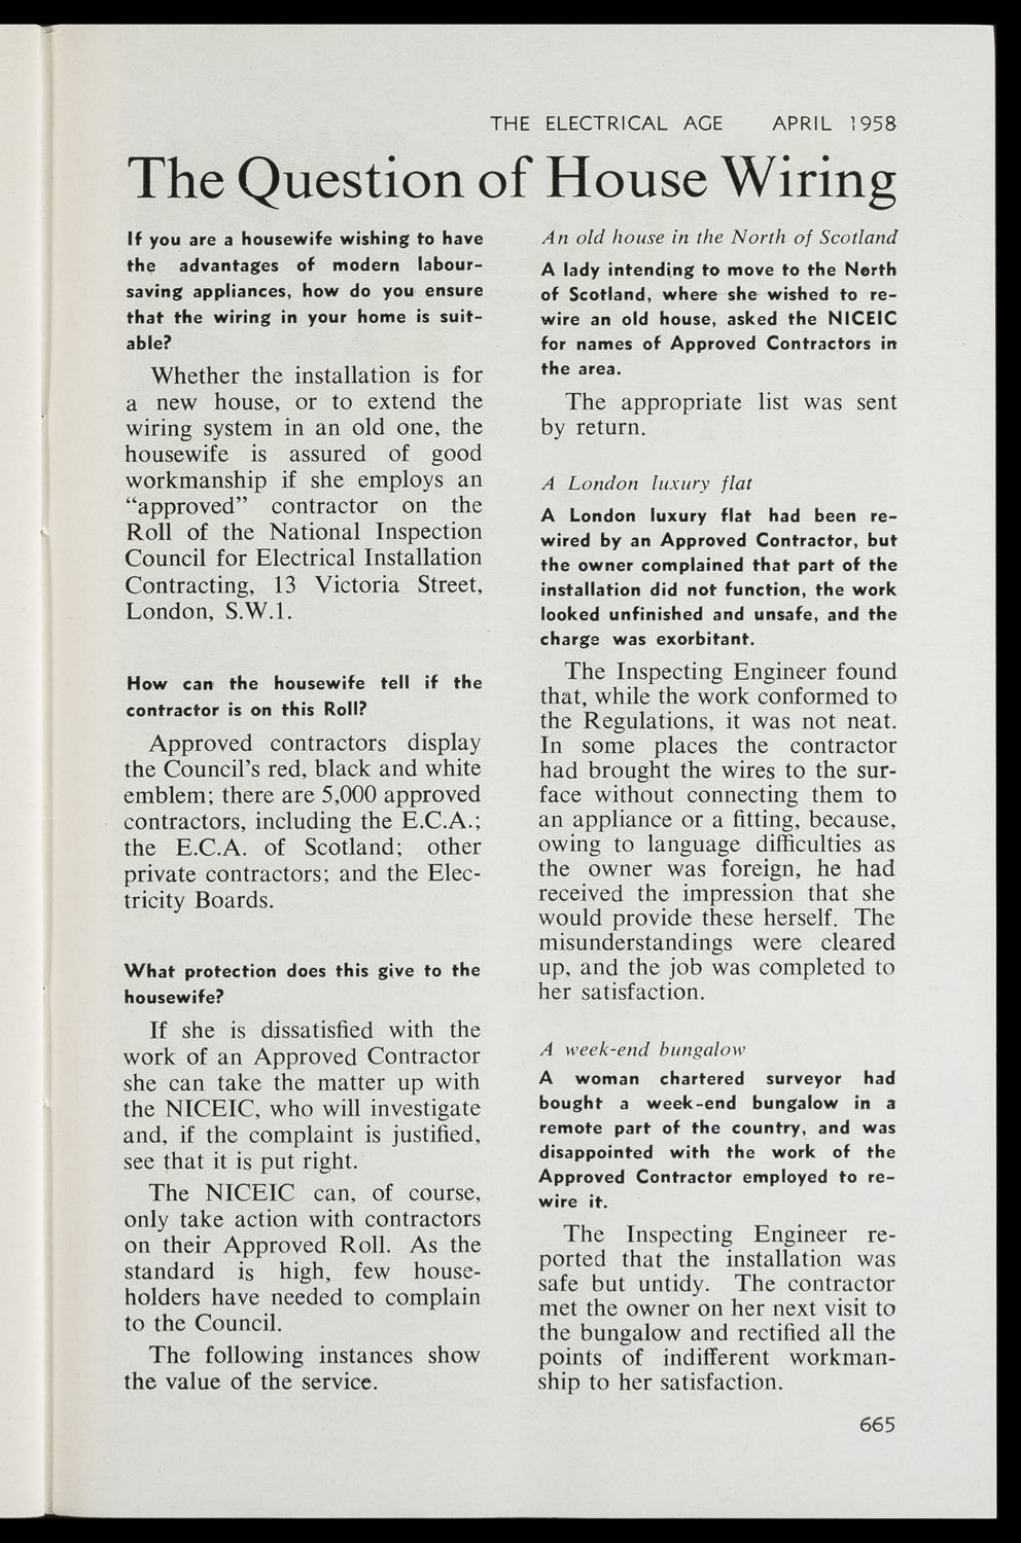 THE ELECTRICAL AGE APRIL 1958
The Question of House Wiring
If you are a housewife wishing to have
the advantages of modern labour-
saving appliances, how do you ensure
that the wiring in your home is suit-
able?
Whether the installation is for
a new house, or to extend the
wiring system in an old one, the
housewife is assured of good
workmanship if she employs an
“approved” contractor on the
Roll of the National Inspection
Council for Electrical Installation
Contracting, 13 Victoria Street,
London, S.W.1.
How can the housewife tell if the
contractor is on this Roll?
Approved contractors display
the Council’s red, black and white
emblem; there are 5,000 approved
contractors, including the E.C.A.;
the E.C.A. of Scotland; other
private contractors; and the Elec-
tricity Boards.
What protection does this give to the
housewife?
If she is dissatisfied with the
work of an Approved Contractor
she can take the matter up with
the NICEIC, who will investigate
and, if the complaint is justified,
see that it is put right.
The NICEIC can, of course,
only take action with contractors
on their Approved Roll. As the
standard is high, few house-
holders have needed to complain
to the Council.
The following instances show
the value of the service.
An old house in the North of Scotland
A lady intending to move to the North
of Scotland, where she wished to re-
wire an old house, asked the NICEIC
for names of Approved Contractors in
the area.
The appropriate list was sent
by return.
A London luxury flat
A London luxury flat had been re-
wired by an Approved Contractor, but
the owner complained that part of the
installation did not function, the work
looked unfinished and unsafe, and the
charge was exorbitant.
The Inspecting Engineer found
that, while the work conformed to
the Regulations, it was not neat.
In some places the contractor
had brought the wires to the sur-
face without connecting them to
an appliance or a fitting, because,
owing to language difficulties as
the owner was foreign, he had
received the impression that she
would provide these herself. The
misunderstandings were cleared
up, and the job was completed to
her satisfaction.
A week-end bungalow
A woman chartered surveyor had
bought a week-end bungalow in a
remote part of the country, and was
disappointed with the work of the
Approved Contractor employed to re-
wire it.
The Inspecting Engineer re-
ported that the installation was
safe but untidy. The contractor
met the owner on her next visit to
the bungalow and rectified all the
points of indifferent workman-
ship to her satisfaction.
665